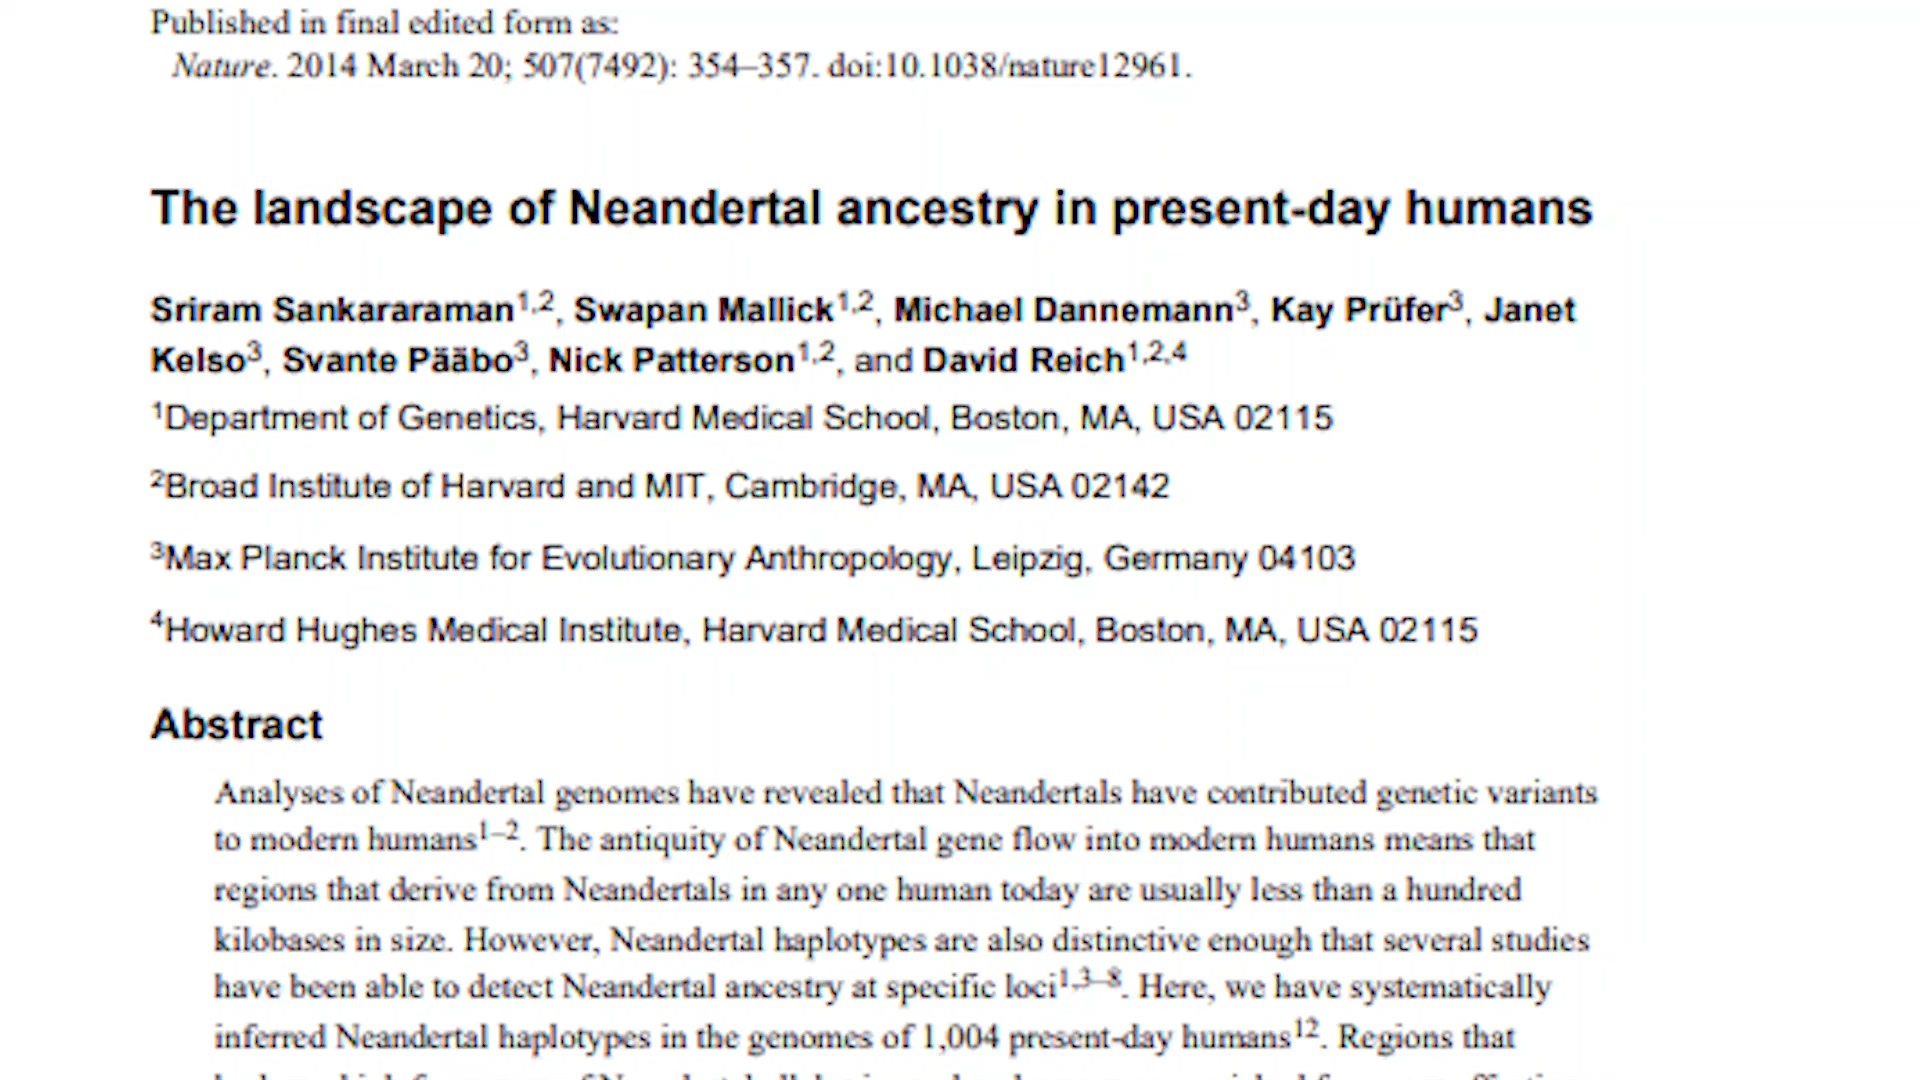 Published in final edited form as:
Nature. 2014 March 20; 507(7492): 354–357. doi:10.1038/nature12961.
The landscape of Neandertal ancestry in present-day humans
Sriram Sankararaman1,2, Swapan Mallick1,2, Michael Dannemann3, Kay Prüfer3, Janet
Kelso3, Svante Pääbo3, Nick Patterson1,2, and David Reich1,2,4
1Department of Genetics, Harvard Medical School, Boston, MA, USA 02115
2Broad Institute of Harvard and MIT, Cambridge, MA, USA 02142
3Max Planck Institute for Evolutionary Anthropology, Leipzig, Germany 04103
4Howard Hughes Medical Institute, Harvard Medical School, Boston, MA, USA 02115
Abstract
Analyses of Neandertal genomes have revealed that Neandertals have contributed genetic variants
to modern humans1–2. The antiquity of Neandertal gene flow into modern humans means that
regions that derive from Neandertals in any one human today are usually less than a hundred
kilobases in size. However, Neandertal haplotypes are also distinctive enough that several studies
have been able to detect Neandertal ancestry at specific loci1,3–8. Here, we have systematically
inferred Neandertal haplotypes in the genomes of 1,004 present-day humans12. Regions that